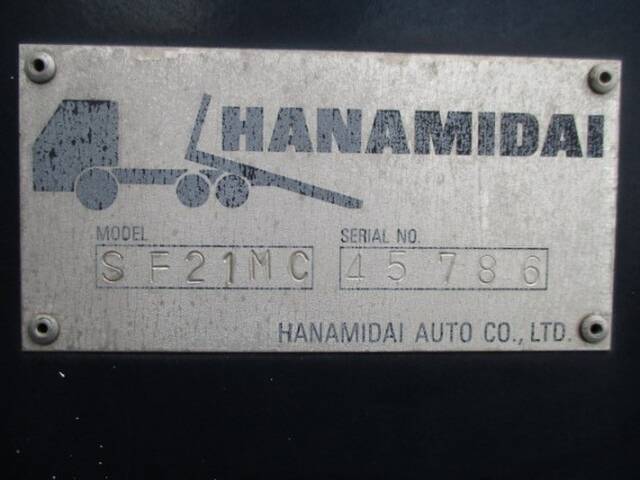 HANAMIDAI
MODEL SERIAL NO.
SF21MC 45786
HANAMIDAI AUTO CO., LTD.